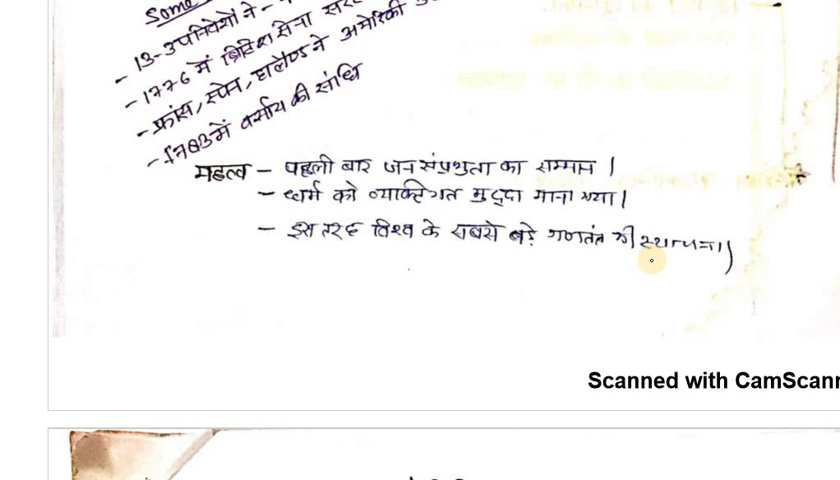 Some
- 13-उपनिवेशों ने -
- 1776 में ब्रिटिश सेना
- फ्रांस, स्पेन, हालैण्ड ने अमेरिकी
- 1783 में वर्साय की संधि
महत्व - पहली बार जनसंप्रभुता का सम्मान।
- धर्म को व्यक्तिगत मुद्दा माना गया।
- इस तरह विश्व के सबसे बड़े गणतंत्र की स्थापना।
Scanned with CamScann